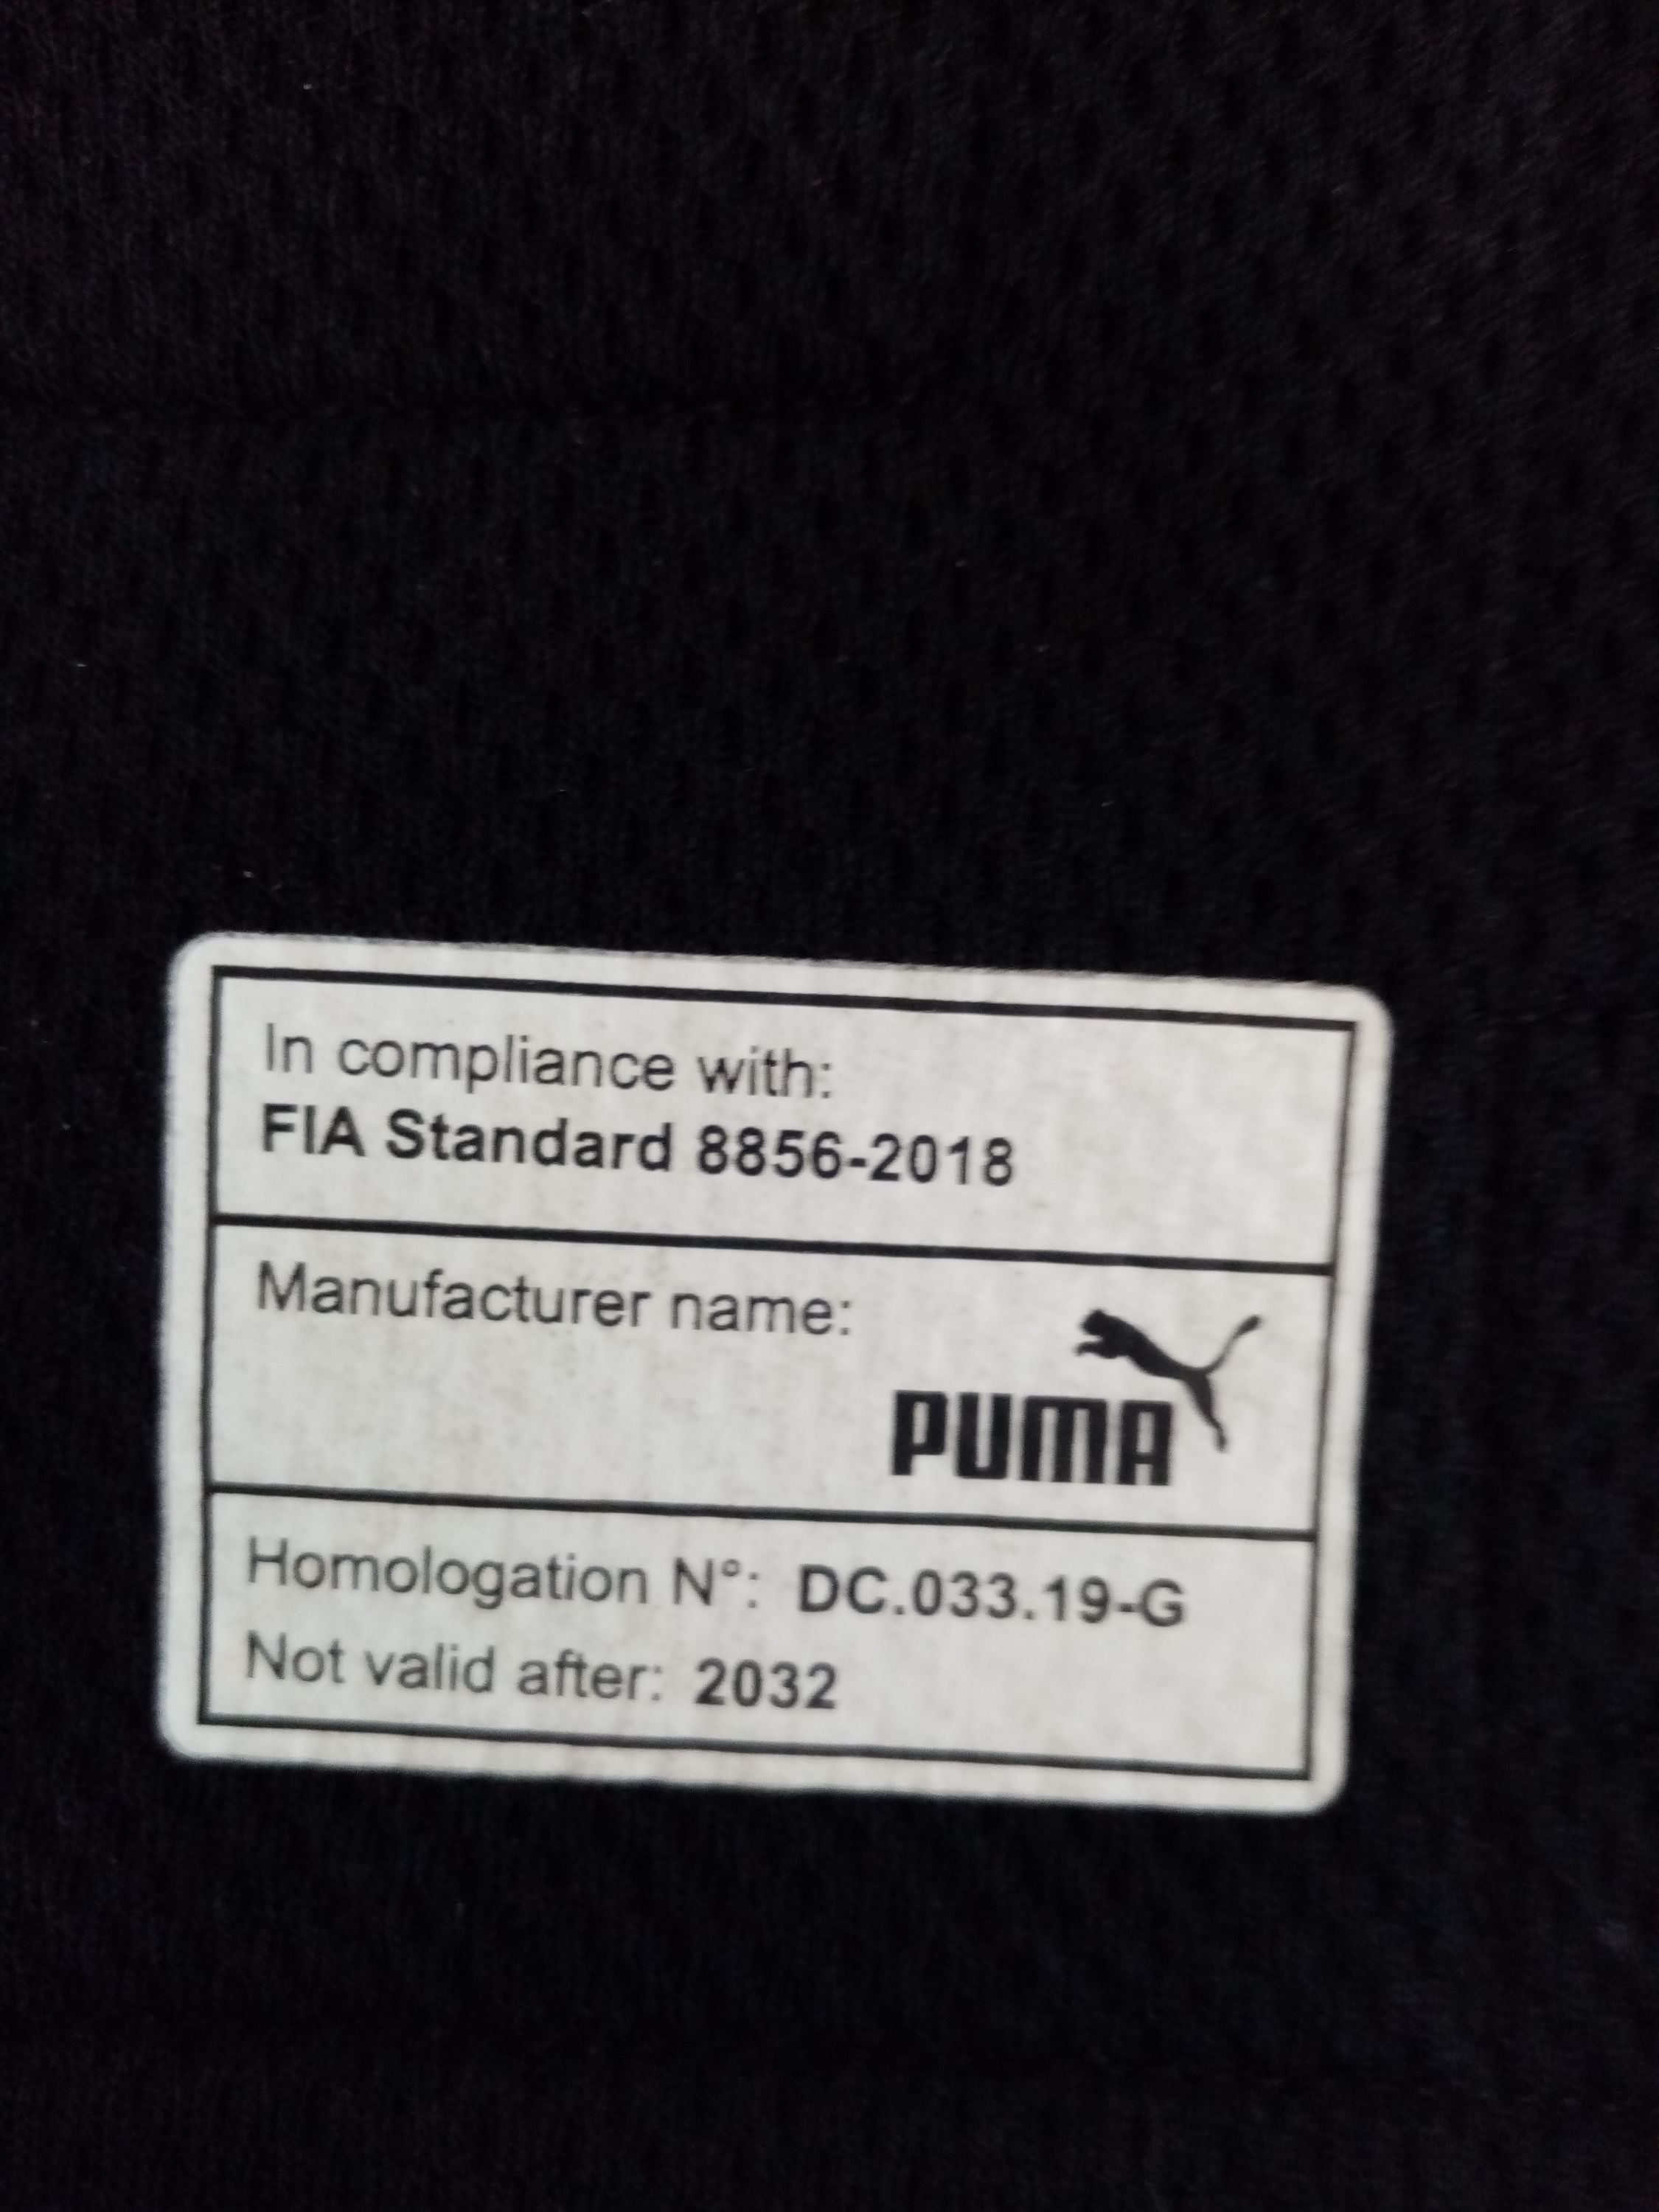 In compliance with:
FIA Standard 8856-2018
Manufacturer name:
PUMA
Homologation N°: DC.033.19-G
Not valid after: 2032